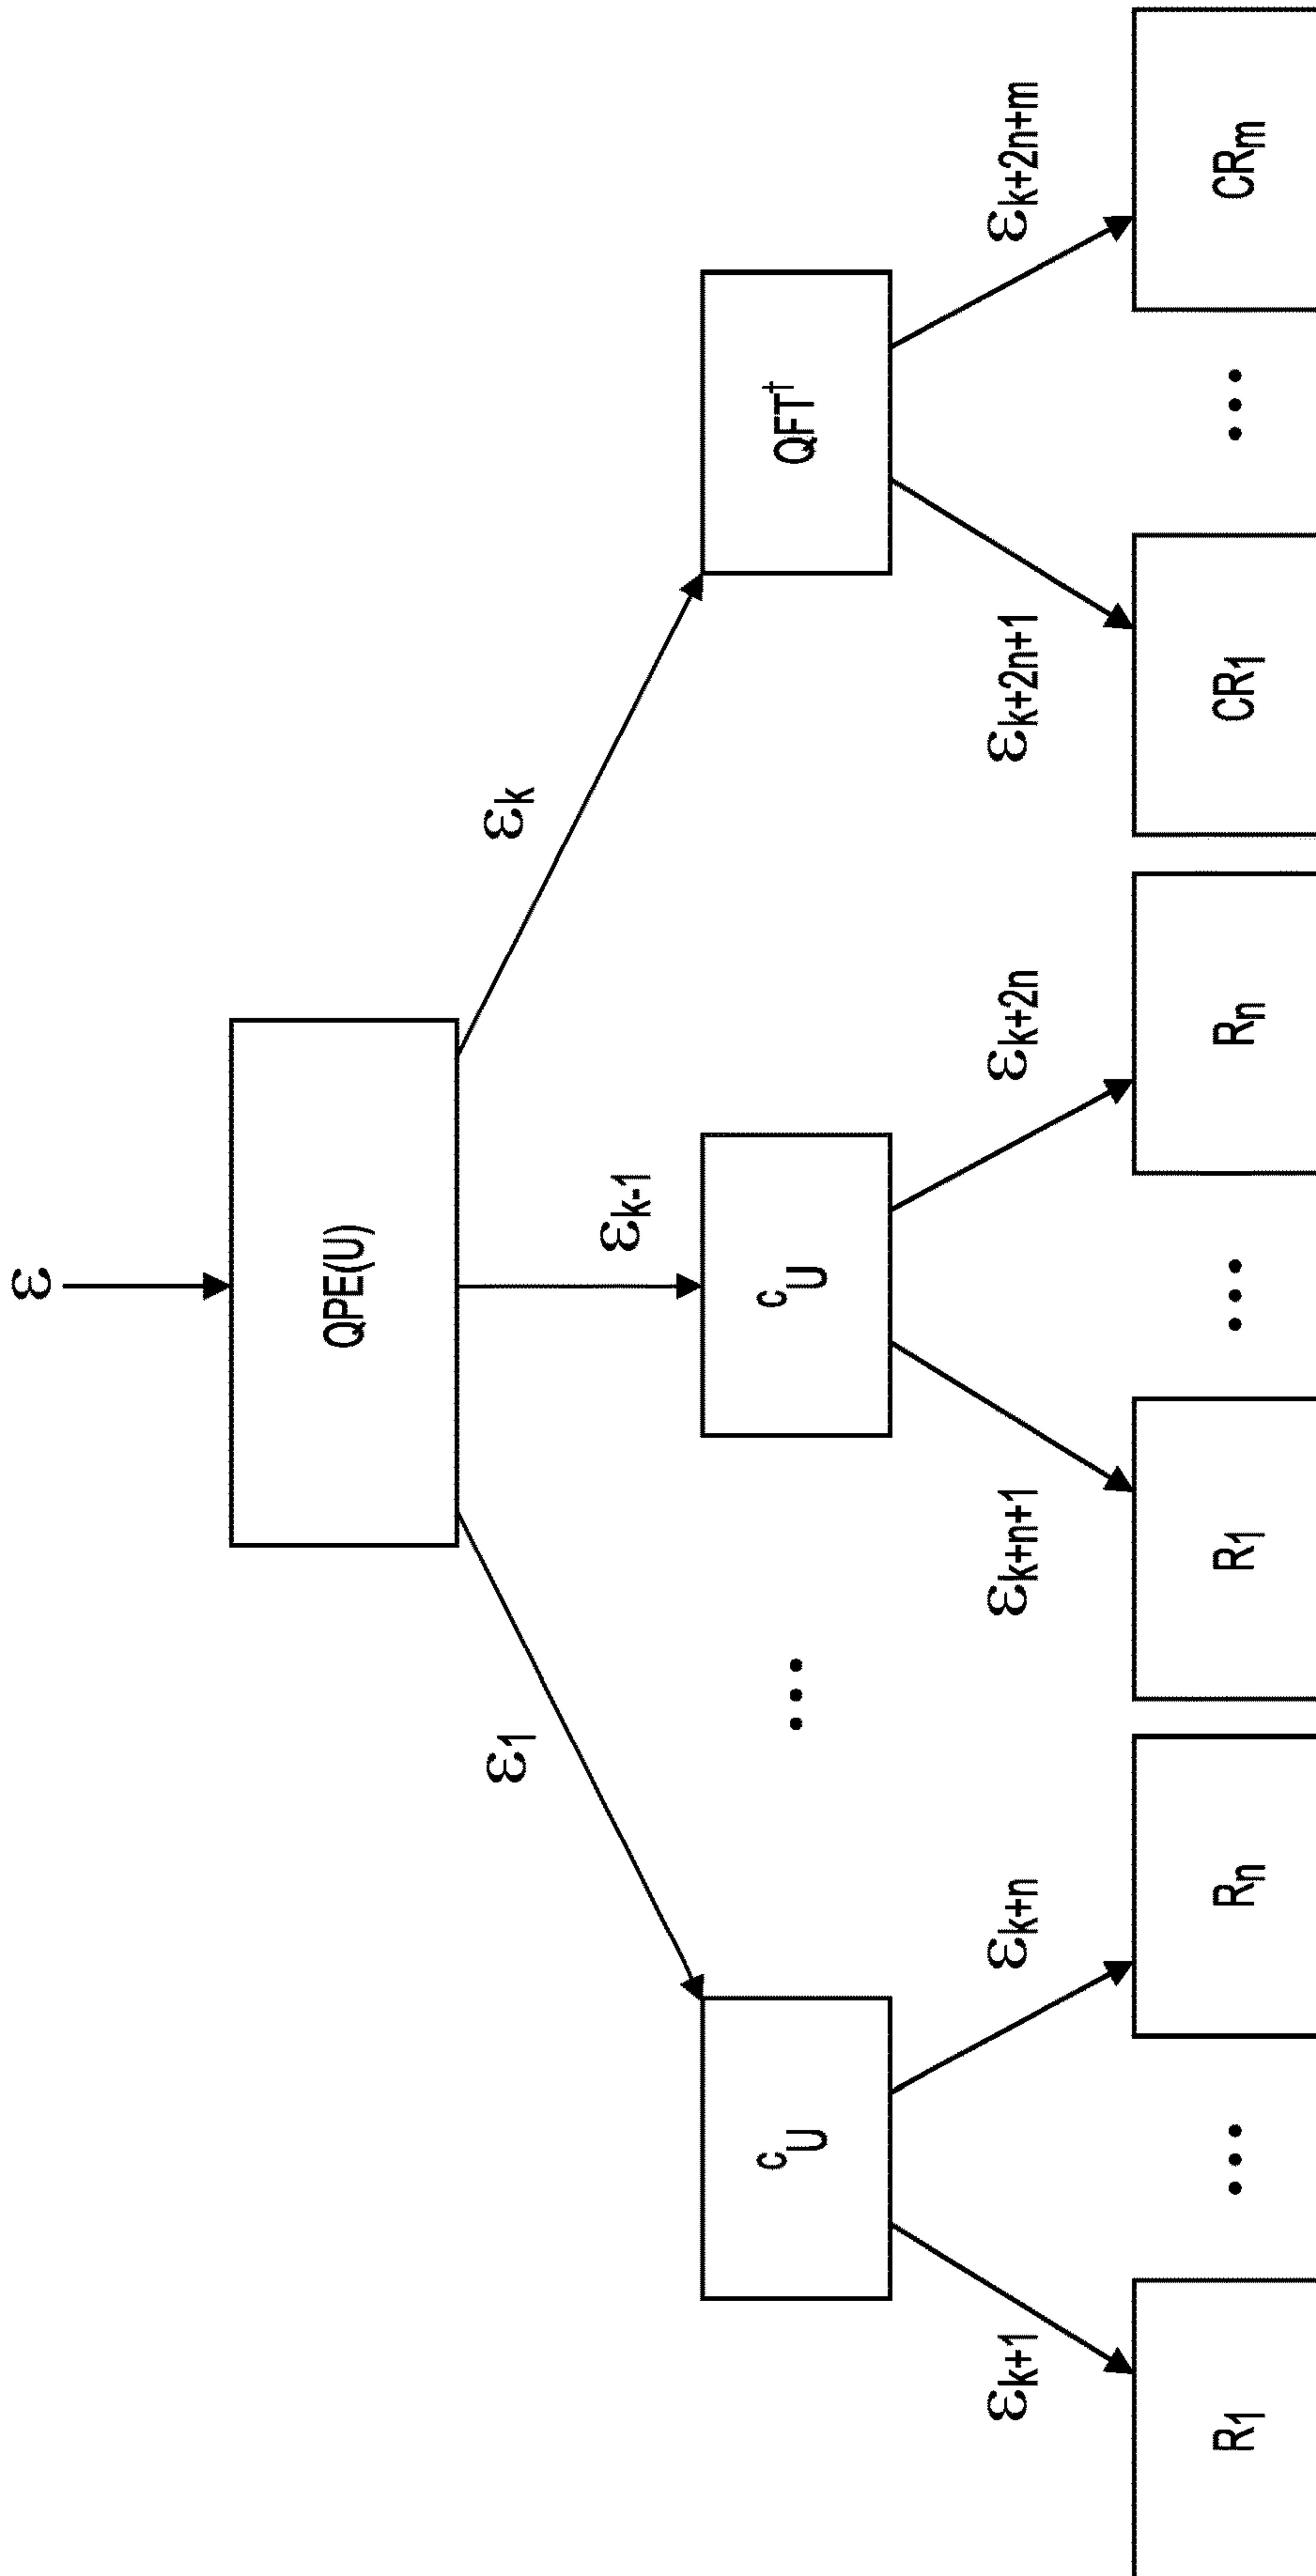 ε
QPE(U)
ε₁
εₖ₋₁
εₖ
ᶜU
...
ᶜU
QFT†
εₖ₊₁
εₖ₊ₙ
εₖ₊ₙ₊₁
εₖ₊₂ₙ
εₖ₊₂ₙ₊₁
εₖ₊₂ₙ₊ₘ
R₁
...
Rₙ
R₁
...
Rₙ
CR₁
...
CRₘ